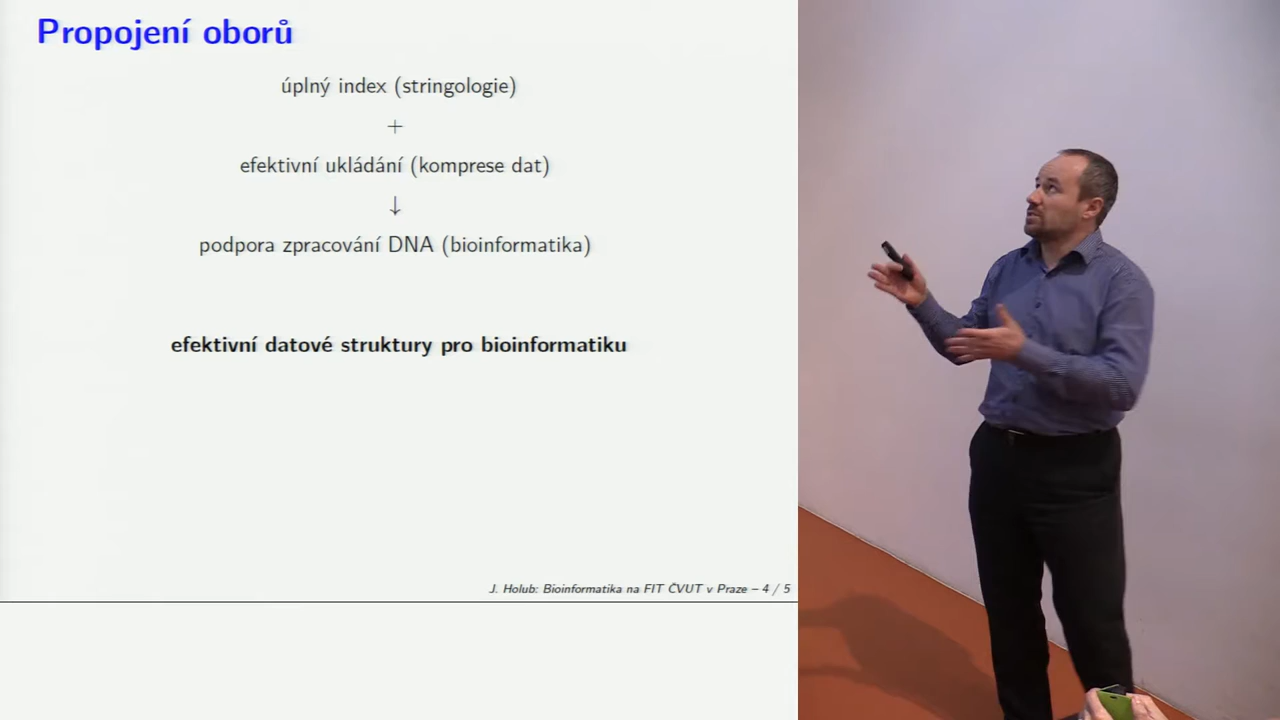 Propojení oborů
úplný index (stringologie)
+
efektivní ukládání (komprese dat)
↓
podpora zpracování DNA (bioinformatika)
efektivní datové struktury pro bioinformatiku
J. Holub: Bioinformatika na FIT ČVUT v Praze – 4 / 5